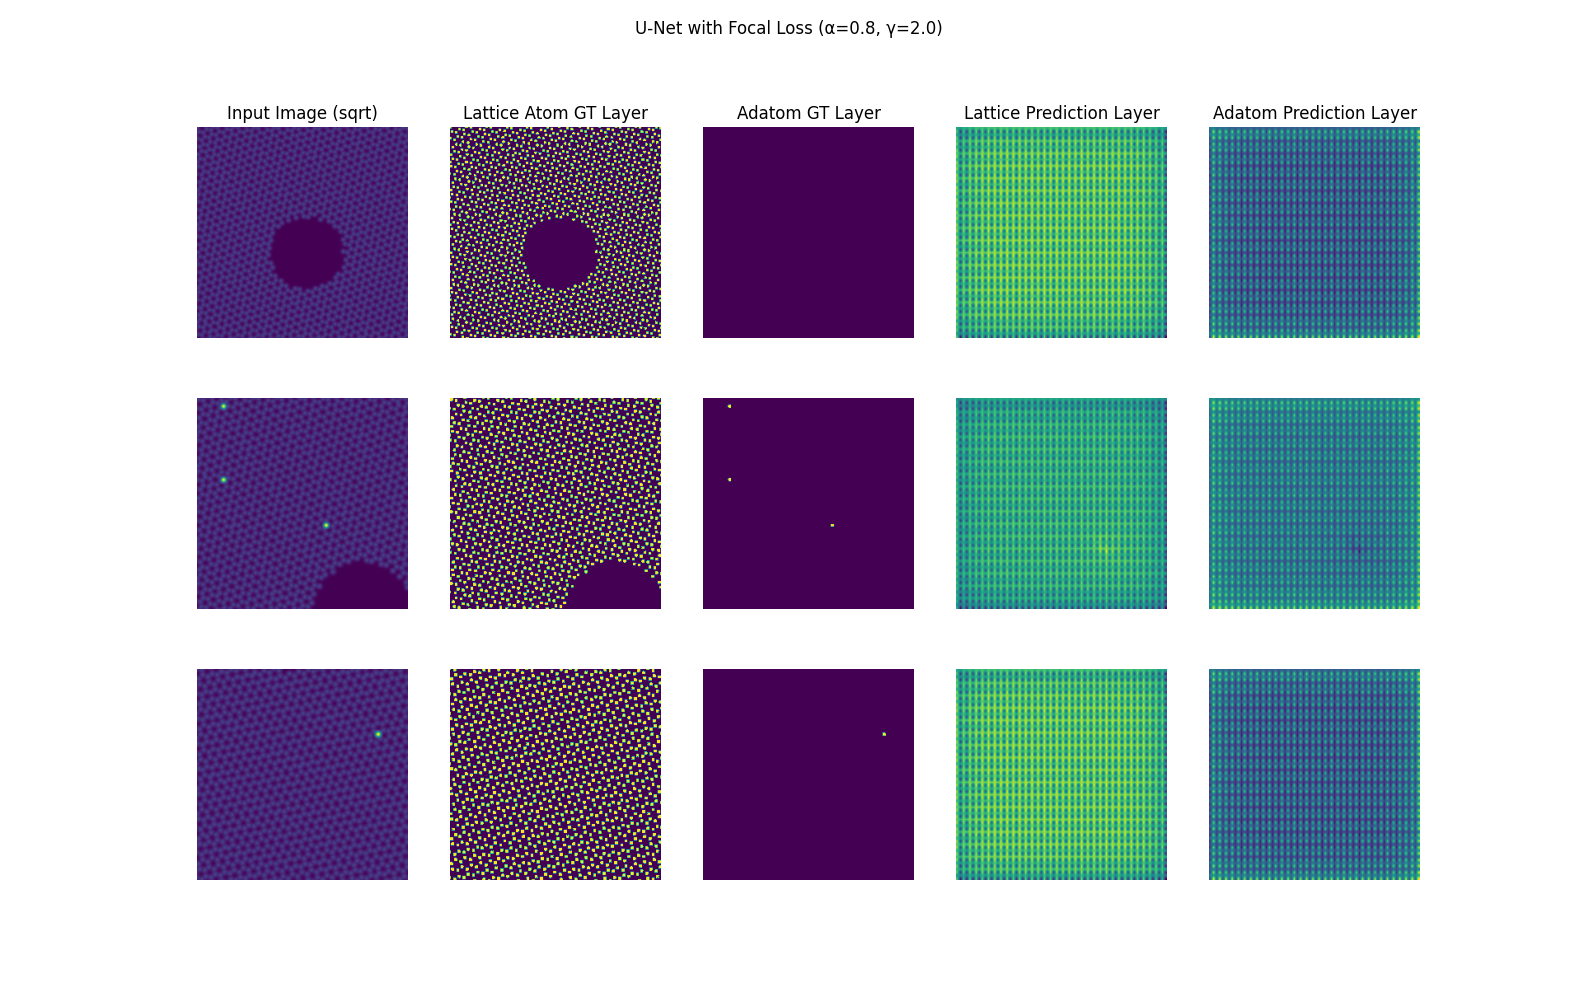 U-Net with Focal Loss (α=0.8, γ=2.0)
Input Image (sqrt)
Lattice Atom GT Layer
Adatom GT Layer
Lattice Prediction Layer
Adatom Prediction Layer